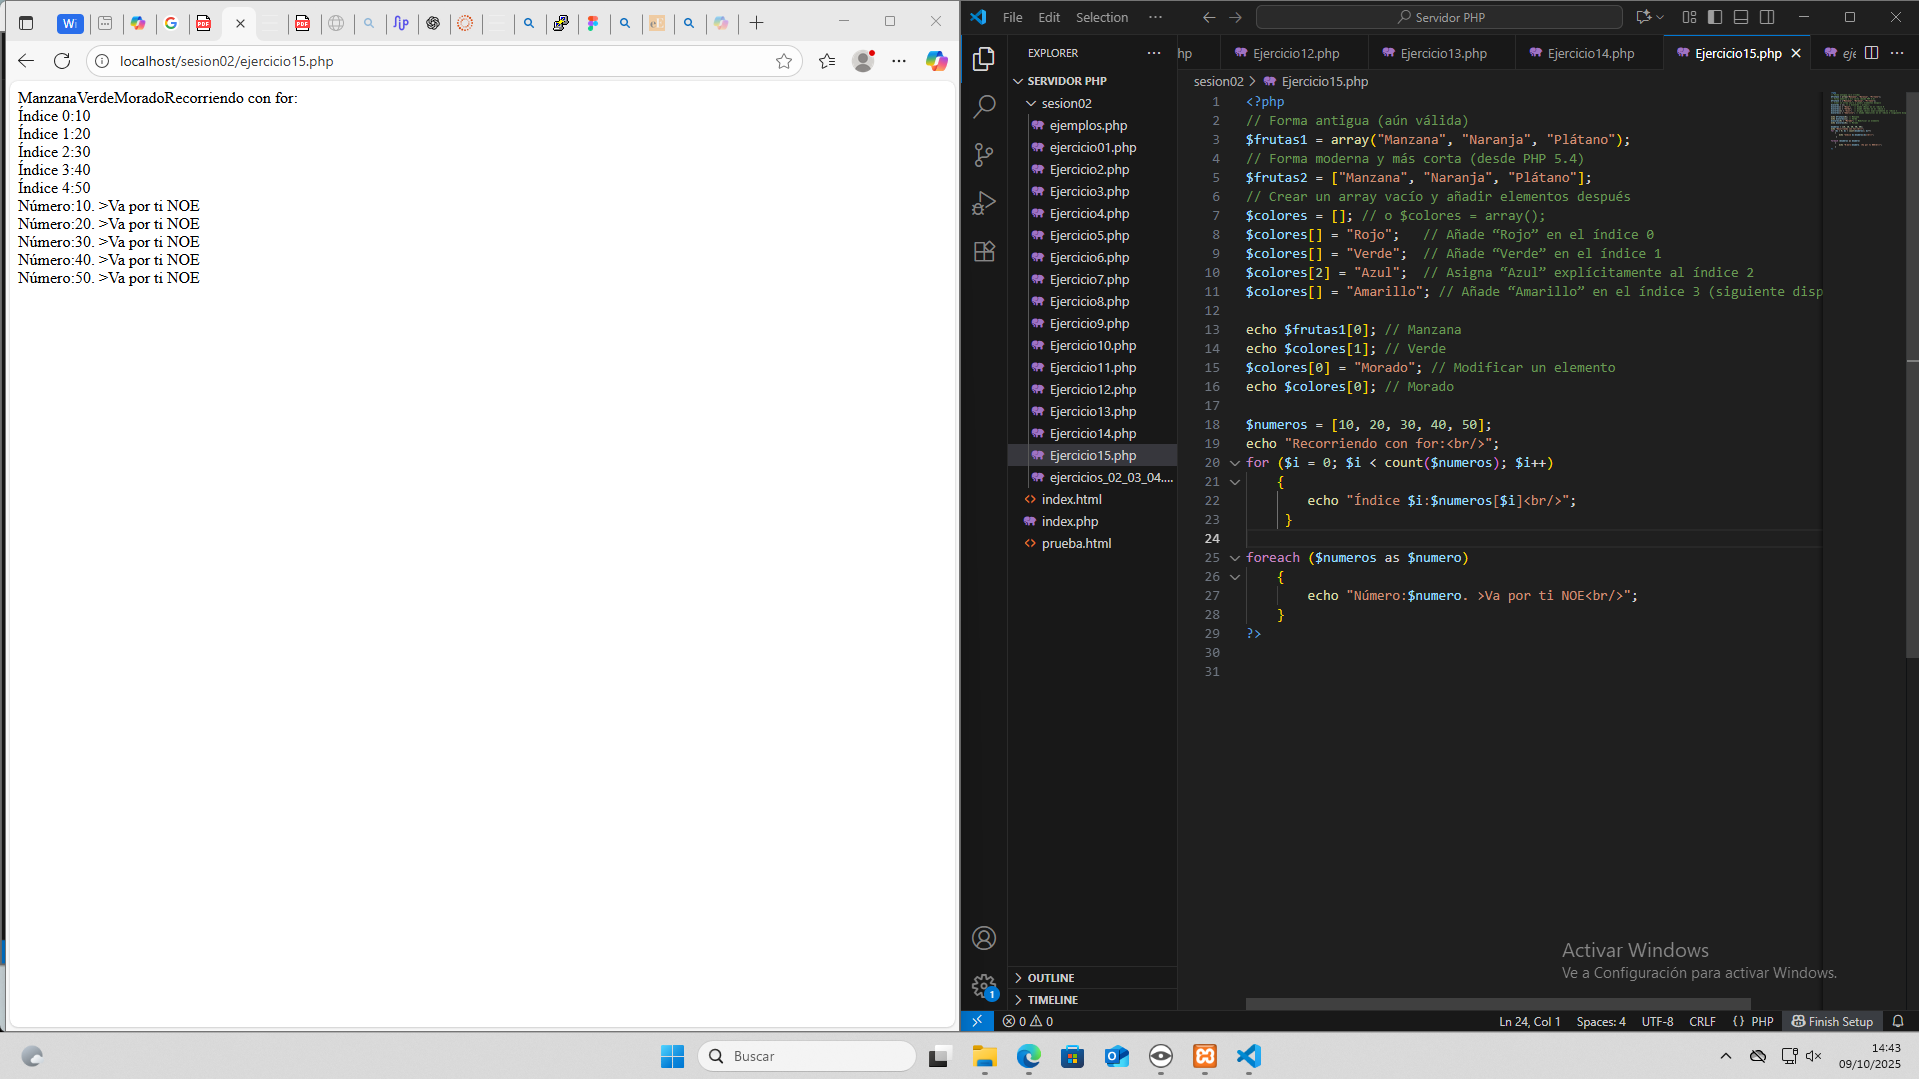 Wi
localhost/sesion02/ejercicio15.php
ManzanaVerdeMoradoRecorriendo con for:
Índice 0:10
Índice 1:20
Índice 2:30
Índice 3:40
Índice 4:50
Número:10. >Va por ti NOE
Número:20. >Va por ti NOE
Número:30. >Va por ti NOE
Número:40. >Va por ti NOE
Número:50. >Va por ti NOE
File Edit Selection ···
Servidor PHP
EXPLORER
SERVIDOR PHP
sesion02
ejemplos.php
ejercicio01.php
Ejercicio2.php
Ejercicio3.php
Ejercicio4.php
Ejercicio5.php
Ejercicio6.php
Ejercicio7.php
Ejercicio8.php
Ejercicio9.php
Ejercicio10.php
Ejercicio11.php
Ejercicio12.php
Ejercicio13.php
Ejercicio14.php
Ejercicio15.php
ejercicios_02_03_04....
index.html
index.php
prueba.html
OUTLINE
TIMELINE
hp Ejercicio12.php Ejercicio13.php Ejercicio14.php Ejercicio15.php eje
sesion02 > Ejercicio15.php
1 <?php
2 // Forma antigua (aún válida)
3 $frutas1 = array("Manzana", "Naranja", "Plátano");
4 // Forma moderna y más corta (desde PHP 5.4)
5 $frutas2 = ["Manzana", "Naranja", "Plátano"];
6 // Crear un array vacío y añadir elementos después
7 $colores = []; // o $colores = array();
8 $colores[] = "Rojo";   // Añade “Rojo” en el índice 0
9 $colores[] = "Verde";  // Añade “Verde” en el índice 1
10 $colores[2] = "Azul";  // Asigna “Azul” explícitamente al índice 2
11 $colores[] = "Amarillo"; // Añade “Amarillo” en el índice 3 (siguiente disp
12
13 echo $frutas1[0]; // Manzana
14 echo $colores[1]; // Verde
15 $colores[0] = "Morado"; // Modificar un elemento
16 echo $colores[0]; // Morado
17
18 $numeros = [10, 20, 30, 40, 50];
19 echo "Recorriendo con for:<br/>";
20 for ($i = 0; $i < count($numeros); $i++)
21 {
22 echo "Índice $i:$numeros[$i]<br/>";
23 }
24
25 foreach ($numeros as $numero)
26 {
27 echo "Número:$numero. >Va por ti NOE<br/>";
28 }
29 ?>
30
31
Activar Windows
Ve a Configuración para activar Windows.
1
0 0
Ln 24, Col 1 Spaces: 4 UTF-8 CRLF {} PHP Finish Setup
Buscar
14:43
09/10/2025